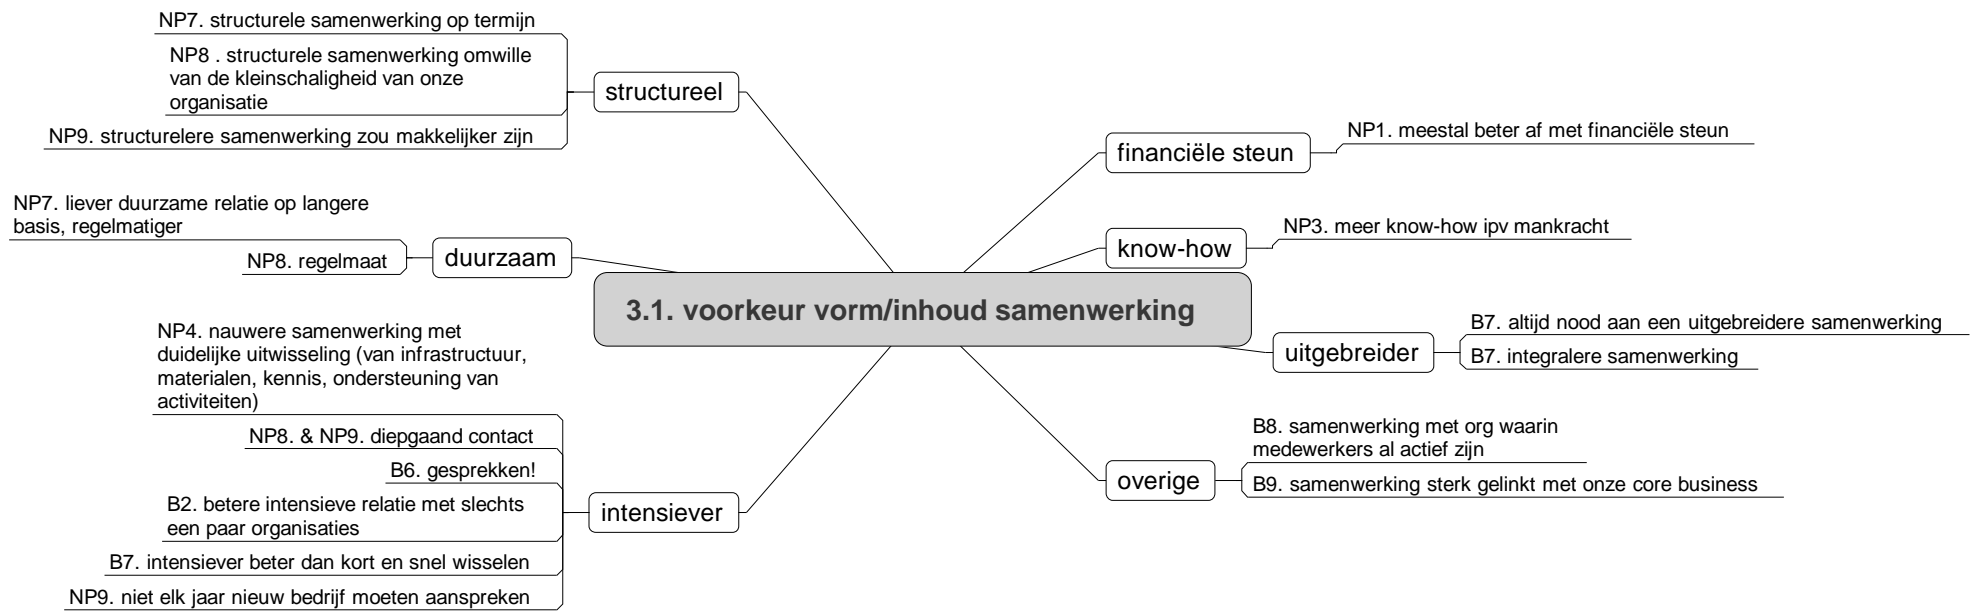 NP7. structurele samenwerking op termijn
NP8 . structurele samenwerking omwille
van de kleinschaligheid van onze
organisatie
NP9. structurelere samenwerking zou makkelijker zijn
structureel
NP7. liever duurzame relatie op langere
basis, regelmatiger
NP8. regelmaat
duurzaam
NP4. nauwere samenwerking met
duidelijke uitwisseling (van infrastructuur,
materialen, kennis, ondersteuning van
activiteiten)
NP8. & NP9. diepgaand contact
B6. gesprekken!
B2. betere intensieve relatie met slechts
een paar organisaties
B7. intensiever beter dan kort en snel wisselen
NP9. niet elk jaar nieuw bedrijf moeten aanspreken
intensiever
3.1. voorkeur vorm/inhoud samenwerking
financiële steun
NP1. meestal beter af met financiële steun
know-how
NP3. meer know-how ipv mankracht
uitgebreider
B7. altijd nood aan een uitgebreidere samenwerking
B7. integralere samenwerking
overige
B8. samenwerking met org waarin
medewerkers al actief zijn
B9. samenwerking sterk gelinkt met onze core business